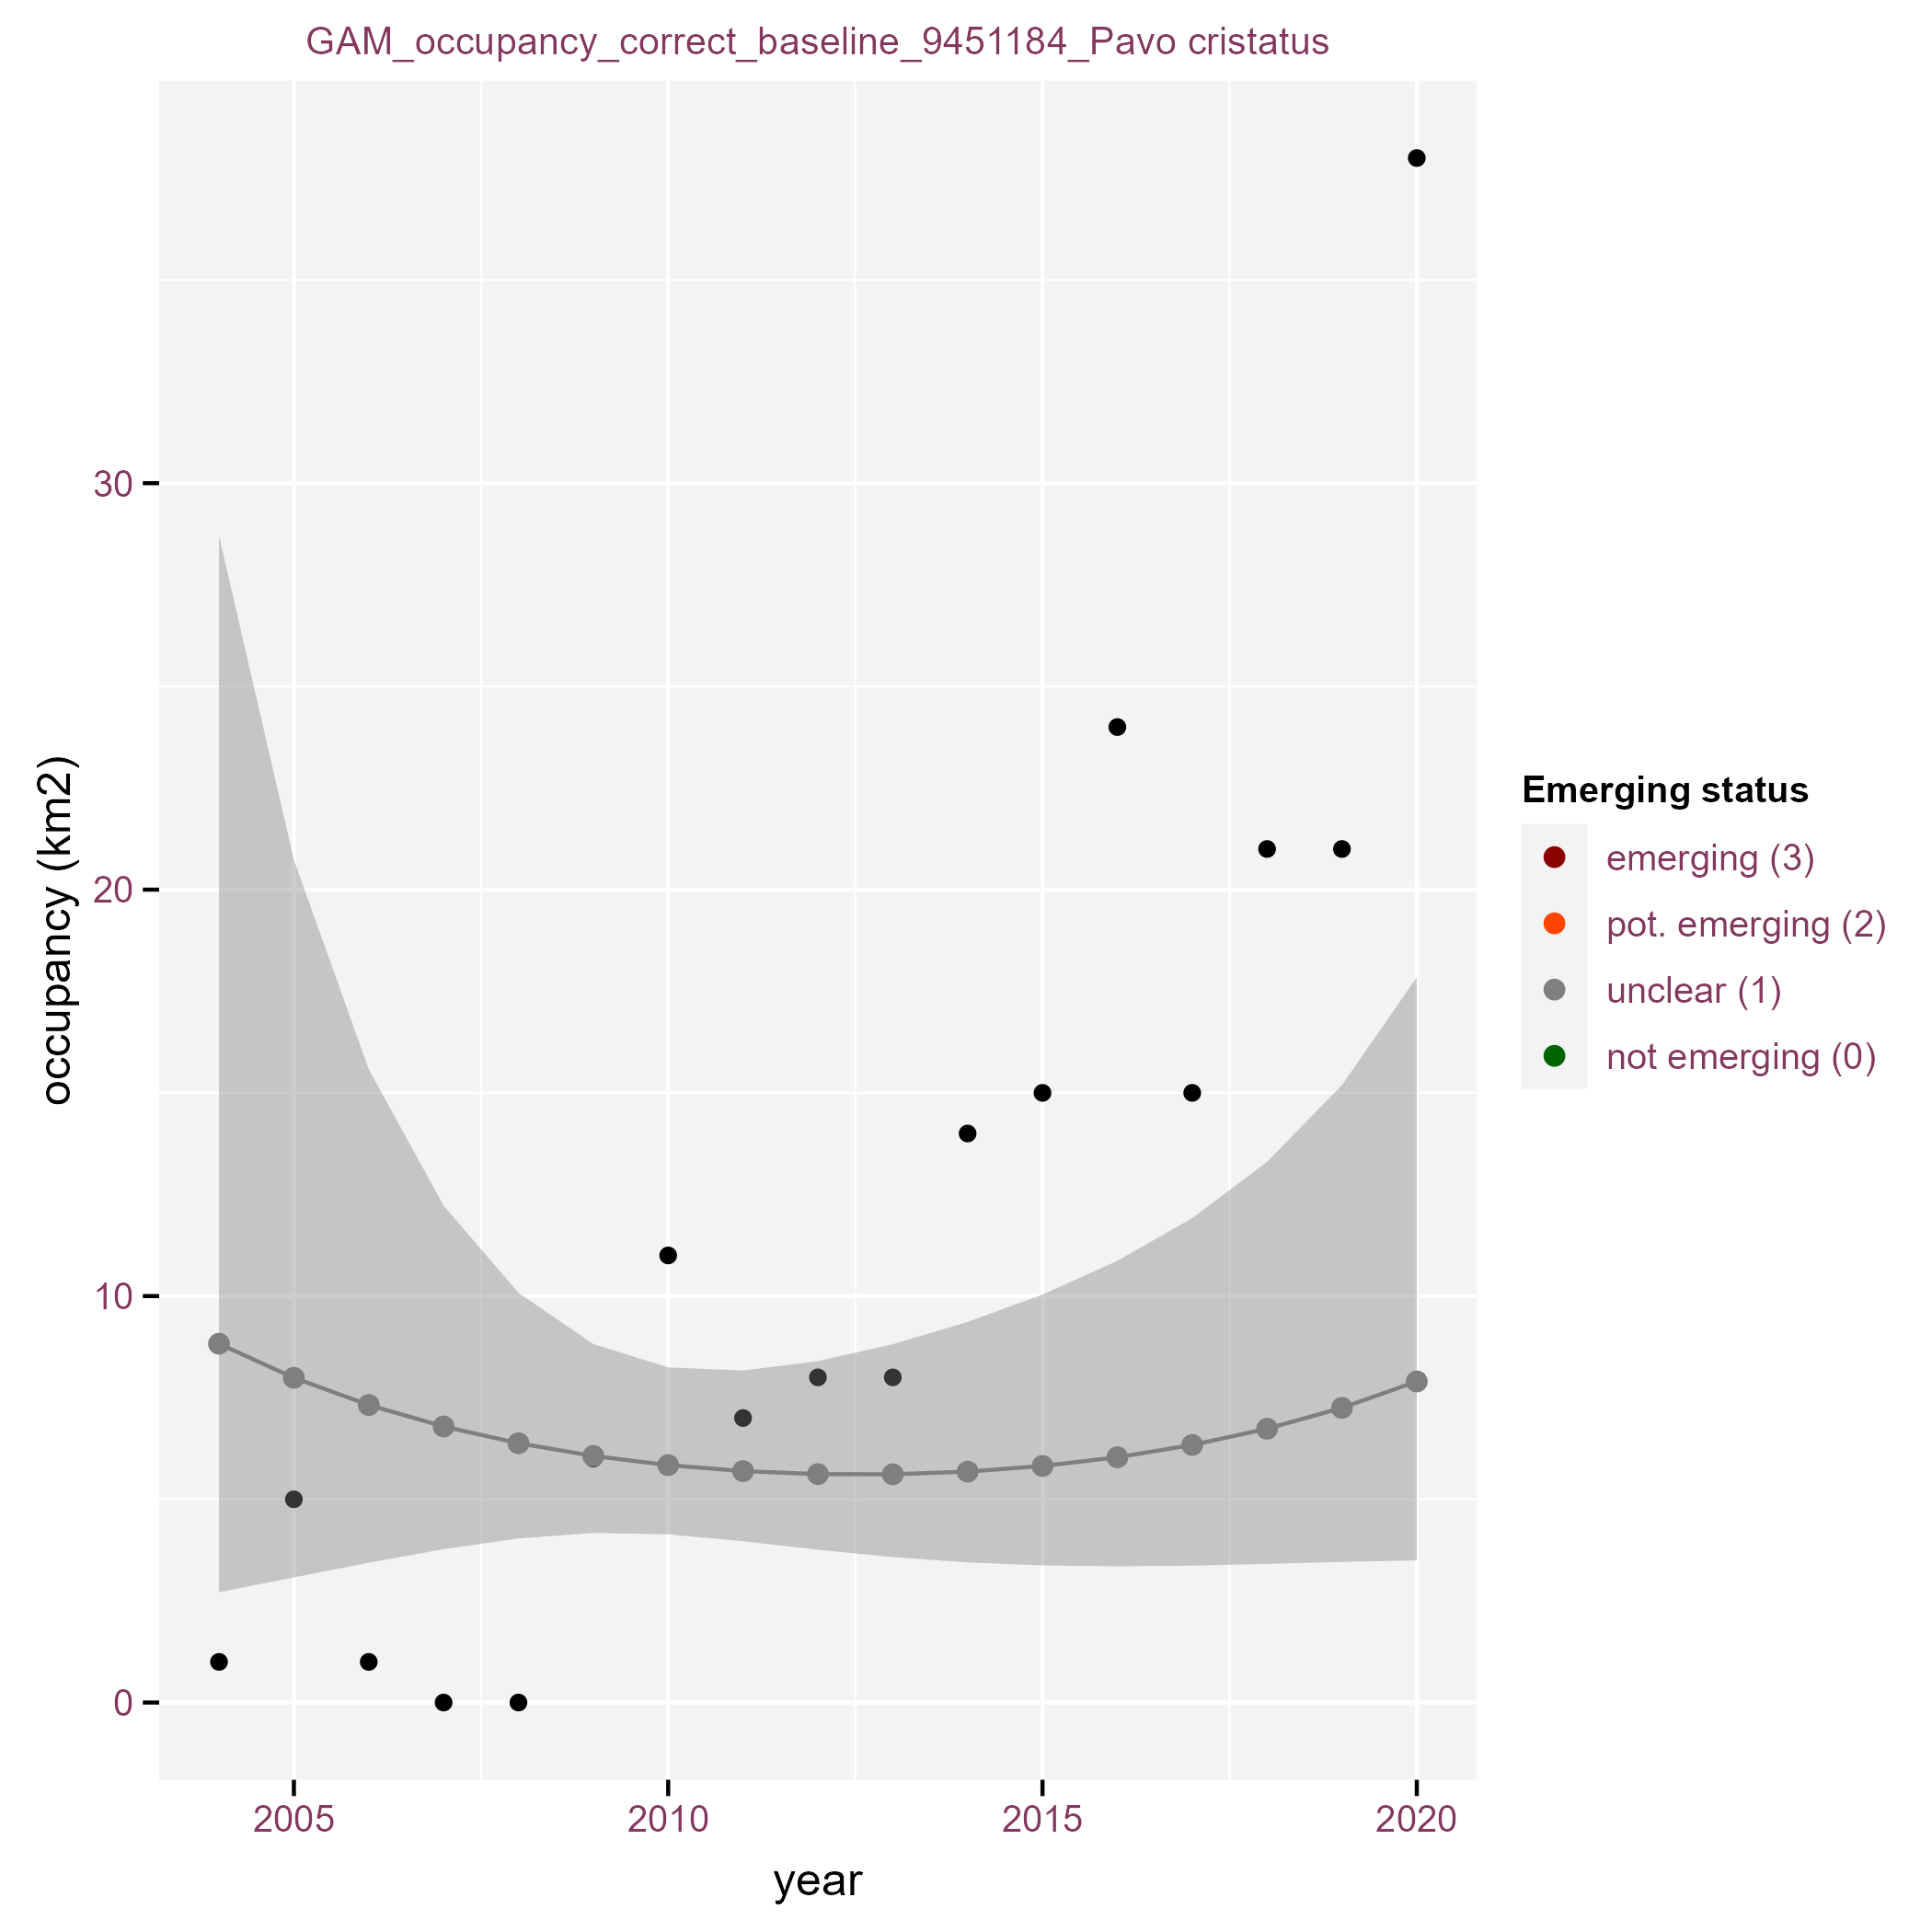 GAM_occupancy_correct_baseline_9451184_Pavo cristatus
occupancy (km2)
30
20
10
0
2005 2010 2015 2020
year
Emerging status
emerging (3)
pot. emerging (2)
unclear (1)
not emerging (0)